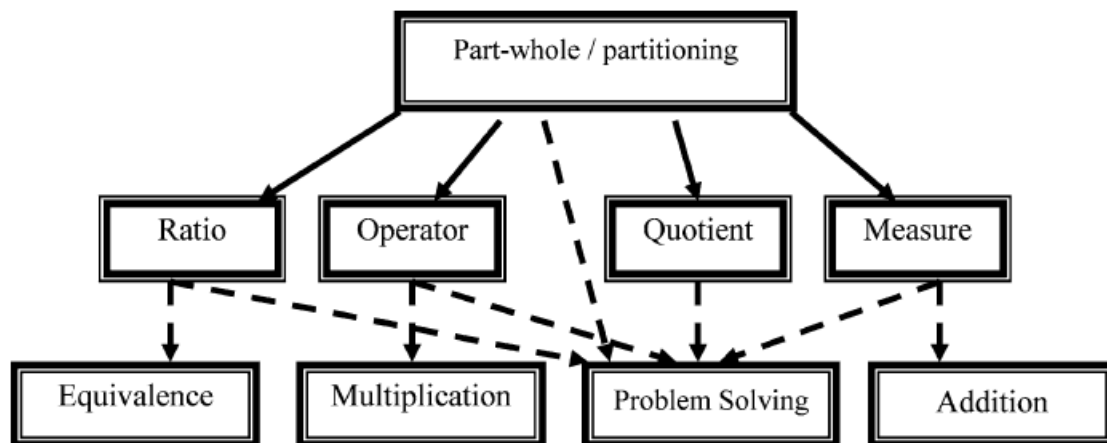 Part-whole / partitioning
Ratio
Operator
Quotient
Measure
Equivalence
Multiplication
Problem Solving
Addition